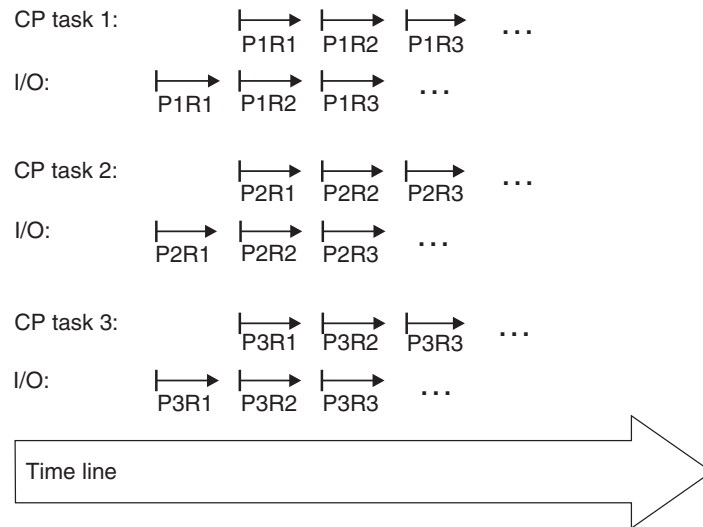 CP task 1:
P1R1 P1R2 P1R3 ...
I/O:
P1R1 P1R2 P1R3 ...
CP task 2:
P2R1 P2R2 P2R3 ...
I/O:
P2R1 P2R2 P2R3 ...
CP task 3:
P3R1 P3R2 P3R3 ...
I/O:
P3R1 P3R2 P3R3 ...
Time line